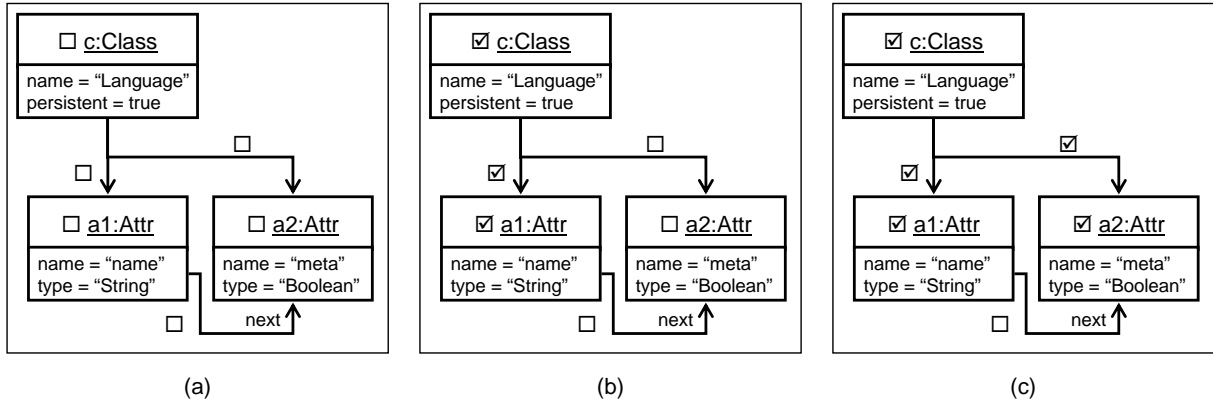 ☐ c:Class
name = “Language”
persistent = true
☐
☐
☐ a1:Attr
name = “name”
type = “String”
☐ a2:Attr
name = “meta”
type = “Boolean”
☐
next
(a)
☑ c:Class
name = “Language”
persistent = true
☐
☑
☑ a1:Attr
name = “name”
type = “String”
☐ a2:Attr
name = “meta”
type = “Boolean”
☐
next
(b)
☑ c:Class
name = “Language”
persistent = true
☑
☑
☑ a1:Attr
name = “name”
type = “String”
☑ a2:Attr
name = “meta”
type = “Boolean”
☐
next
(c)